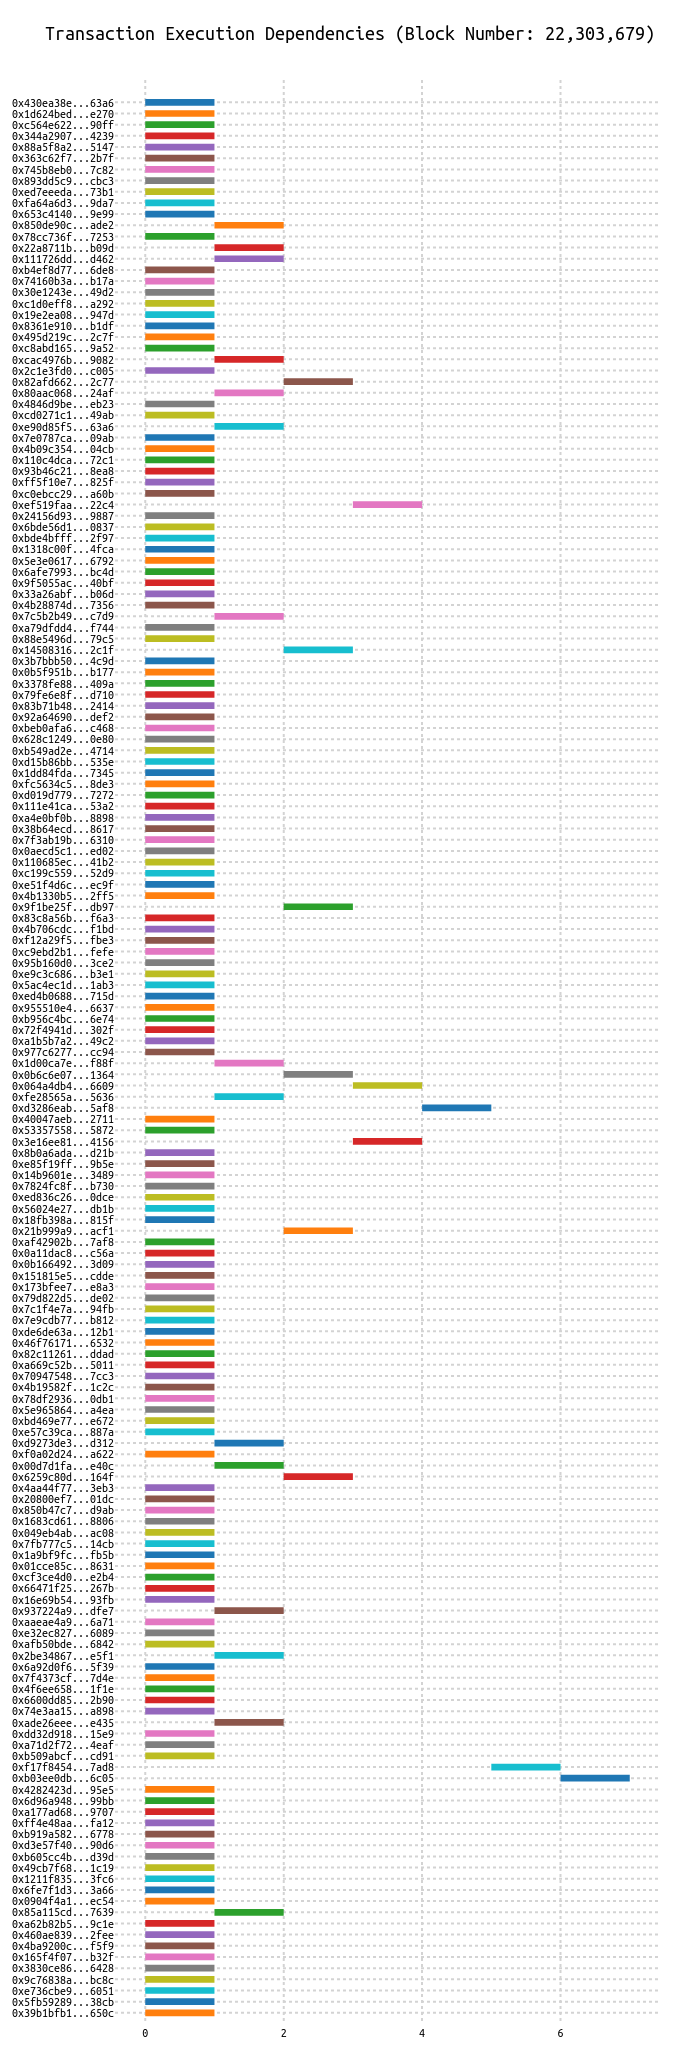 Transaction Execution Dependencies (Block Number: 22,303,679)
0x430ea38e...63a6
0x1d624bed...e270
0xc564e622...90ff
0x344a2907...4239
0x88a5f8a2...5147
0x363c62f7...2b7f
0x745b8eb0...7c82
0x893dd5c9...cbc3
0xed7eeeda...73b1
0xfa64a6d3...9da7
0x653c4140...9e99
0x850de90c...ade2
0x78cc736f...7253
0x22a8711b...b09d
0x111726dd...d462
0xb4ef8d77...6de8
0x74160b3a...b17a
0x30e1243e...49d2
0xc1d0eff8...a292
0x19e2ea08...947d
0x8361e910...b1df
0x495d219c...2c7f
0xc8abd165...9a52
0xcac4976b...9082
0x2c1e3fd0...c005
0x82afd662...2c77
0x80aac068...24af
0x4846d9be...eb23
0xcd0271c1...49ab
0xe90d85f5...63a6
0x7e0787ca...09ab
0x4b09c354...04cb
0x110c4dca...72c1
0x93b46c21...8ea8
0xff5f10e7...825f
0xc0ebcc29...a60b
0xef519faa...22c4
0x24156d93...9887
0x6bde56d1...0837
0xbde4bfff...2f97
0x1318c00f...4fca
0x5e3e0617...6792
0x6afe7993...bc4d
0x9f5055ac...40bf
0x33a26abf...b06d
0x4b28874d...7356
0x7c5b2b49...c7d9
0xa79dfdd4...f744
0x88e5496d...79c5
0x14508316...2c1f
0x3b7bbb50...4c9d
0x0b5f951b...b177
0x3378fe88...409a
0x79fe6e8f...d710
0x83b71b48...2414
0x92a64690...def2
0xbeb0afa6...c468
0x628c1249...0e80
0xb549ad2e...4714
0xd15b86bb...535e
0x1dd84fda...7345
0xfc5634c5...8de3
0xd019d779...7272
0x111e41ca...53a2
0xa4e0bf0b...8898
0x38b64ecd...8617
0x7f3ab19b...6310
0x0aecd5c1...ed02
0x110685ec...41b2
0xc199c559...52d9
0xe51f4d6c...ec9f
0x4b1330b5...2ff5
0x9f1be25f...db97
0x83c8a56b...f6a3
0x4b706cdc...f1bd
0xf12a29f5...fbe3
0xc9ebd2b1...fefe
0x95b160d0...3ce2
0xe9c3c686...b3e1
0x5ac4ec1d...1ab3
0xed4b0688...715d
0x955510e4...6637
0xb956c4bc...6e74
0x72f4941d...302f
0xa1b5b7a2...49c2
0x977c6277...cc94
0x1d00ca7e...f88f
0x0b6c6e07...1364
0x064a4db4...6609
0xfe28565a...5636
0xd3286eab...5af8
0x40047aeb...2711
0x53357558...5872
0x3e16ee81...4156
0x8b0a6ada...d21b
0xe85f19ff...9b5e
0x14b9601e...3489
0x7824fc8f...b730
0xed836c26...0dce
0x56024e27...db1b
0x18fb398a...815f
0x21b999a9...acf1
0xaf42902b...7af8
0x0a11dac8...c56a
0x0b166492...3d09
0x151815e5...cdde
0x173bfee7...e8a3
0x79d822d5...de02
0x7c1f4e7a...94fb
0x7e9cdb77...b812
0xde6de63a...12b1
0x46f76171...6532
0x82c11261...ddad
0xa669c52b...5011
0x70947548...7cc3
0x4b19582f...1c2c
0x78df2936...0db1
0x5e965864...a4ea
0xbd469e77...e672
0xe57c39ca...887a
0xd9273de3...d312
0xf0a02d24...a622
0x00d7d1fa...e40c
0x6259c80d...164f
0x4aa44f77...3eb3
0x20800ef7...01dc
0x850b47c7...d9ab
0x1683cd61...8806
0x049eb4ab...ac08
0x7fb777c5...14cb
0x1a9bf9fc...fb5b
0x01cce85c...8631
0xcf3ce4d0...e2b4
0x66471f25...267b
0x16e69b54...93fb
0x937224a9...dfe7
0xaaeae4a9...6a71
0xe32ec827...6089
0xafb50bde...6842
0x2be34867...e5f1
0x6a92d0f6...5f39
0x7f4373cf...7d4e
0x4f6ee658...1f1e
0x6600dd85...2b90
0x74e3aa15...a898
0xade26eee...e435
0xdd32d918...15e9
0xa71d2f72...4eaf
0xb509abcf...cd91
0xf17f8454...7ad8
0xb03ee0db...6c05
0x4282423d...95e5
0x6d96a948...99bb
0xa177ad68...9707
0xff4e48aa...fa12
0xb919a582...6778
0xd3e57f40...90d6
0xb605cc4b...d39d
0x49cb7f68...1c19
0x1211f835...3fc6
0x6fe7f1d3...3a66
0x0904f4a1...ec54
0x85a115cd...7639
0xa62b82b5...9c1e
0x460ae839...2fee
0x4ba9200c...f5f9
0x165f4f07...b32f
0x3830ce86...6428
0x9c76838a...bc8c
0xe736cbe9...6051
0x5fb59289...38cb
0x39b1bfb1...650c
0 2 4 6